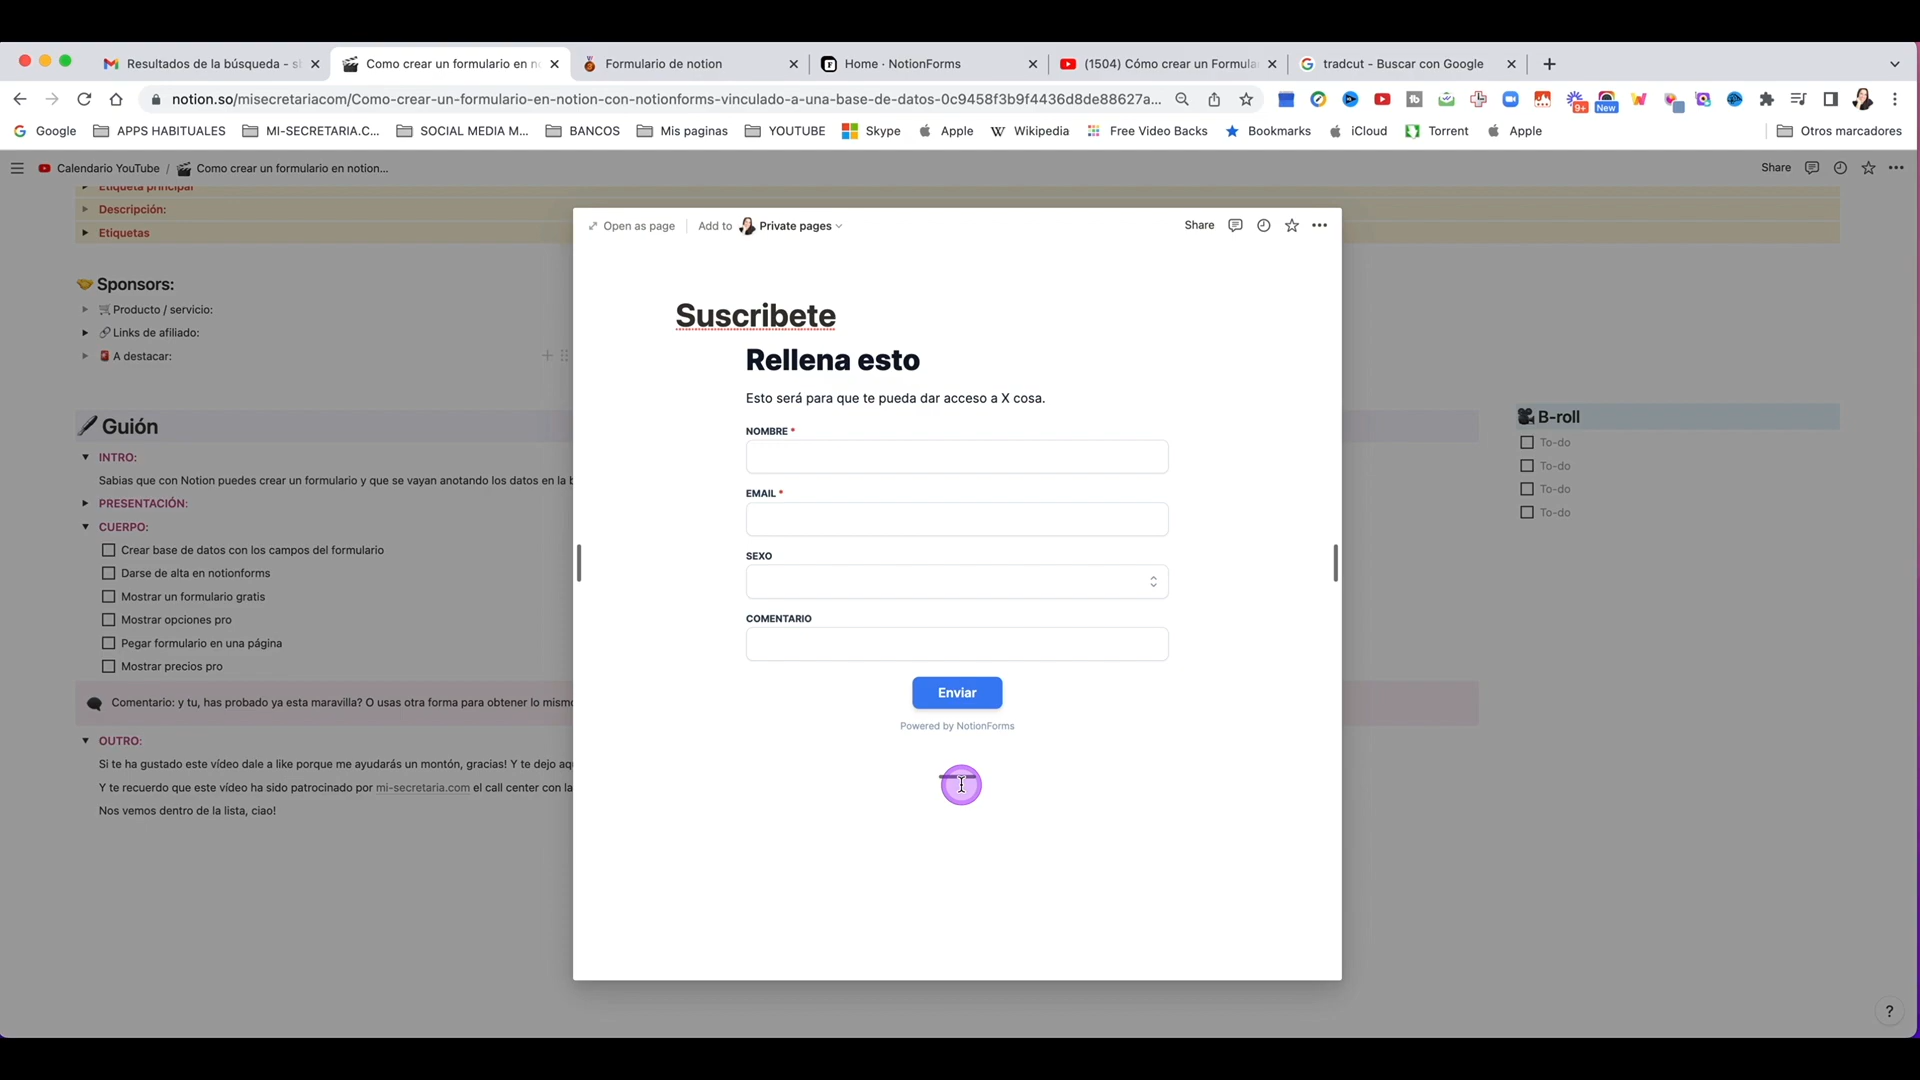 Resultados de la búsqueda - s
Como crear un formulario en n
Formulario de notion
Home · NotionForms
(1504) Cómo crear un Formula
tradcut - Buscar con Google
notion.so/misecretariacom/Como-crear-un-formulario-en-notion-con-notionforms-vinculado-a-una-base-de-datos-0c9458f3b9f4436d8de88627a...
9+
New
Google
APPS HABITUALES
MI-SECRETARIA.C...
SOCIAL MEDIA M...
BANCOS
Mis paginas
YOUTUBE
Skype
Apple
Wikipedia
Free Video Backs
Bookmarks
iCloud
Torrent
Apple
Otros marcadores
Calendario YouTube / Como crear un formulario en notion...
Share
Etiqueta principal
Descripción:
Etiquetas
Sponsors:
Producto / servicio:
Links de afiliado:
A destacar:
Guión
INTRO:
Sabias que con Notion puedes crear un formulario y que se vayan anotando los datos en la b
PRESENTACIÓN:
CUERPO:
Crear base de datos con los campos del formulario
Darse de alta en notionforms
Mostrar un formulario gratis
Mostrar opciones pro
Pegar formulario en una página
Mostrar precios pro
Comentario: y tu, has probado ya esta maravilla? O usas otra forma para obtener lo mismo
OUTRO:
Si te ha gustado este vídeo dale a like porque me ayudarás un montón, gracias! Y te dejo aqu
Y te recuerdo que este vídeo ha sido patrocinado por mi-secretaria.com el call center con la
Nos vemos dentro de la lista, ciao!
Open as page
Add to Private pages
Share
Suscribete
Rellena esto
Esto será para que te pueda dar acceso a X cosa.
NOMBRE *
EMAIL *
SEXO
COMENTARIO
Enviar
Powered by NotionForms
B-roll
To-do
To-do
To-do
To-do
?